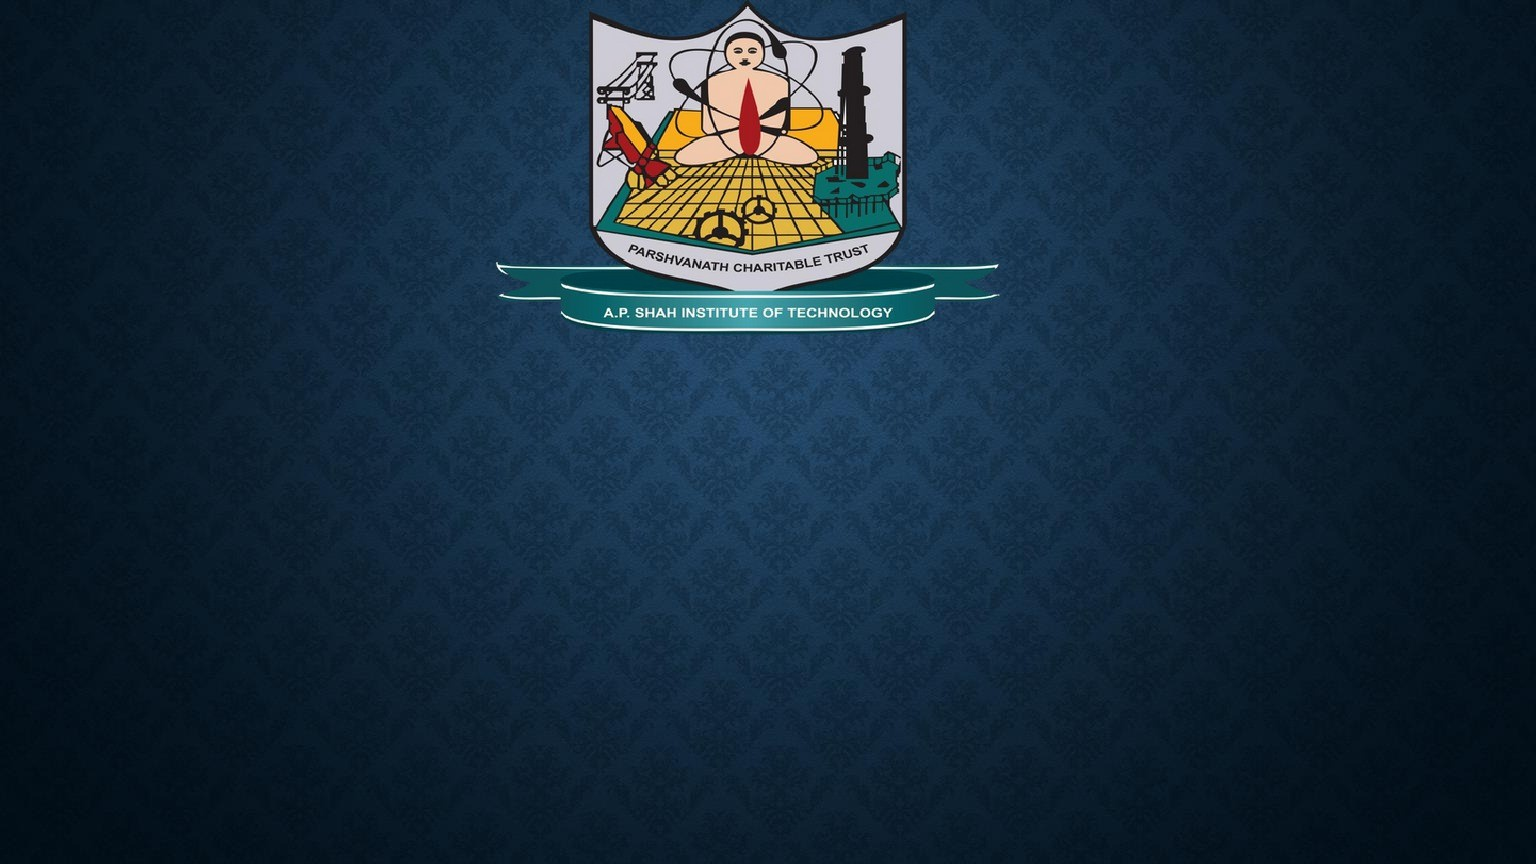 PARSHVANATH CHARITABLE TRUST
A.P. SHAH INSTITUTE OF TECHNOLOGY